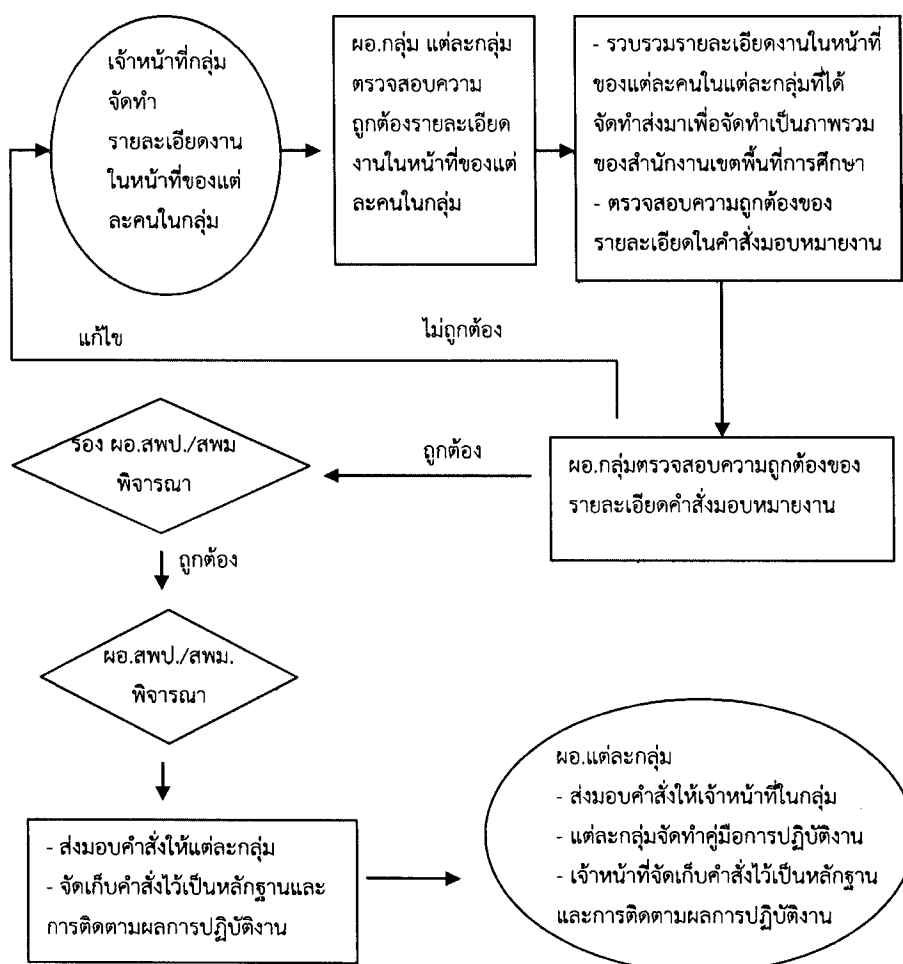 เจ้าหน้าที่กลุ่ม
จัดทำ
รายละเอียดงาน
ในหน้าที่ของแต่
ละคนในกลุ่ม
ผอ.กลุ่ม แต่ละกลุ่ม
ตรวจสอบความ
ถูกต้องรายละเอียด
งานในหน้าที่ของแต่
ละคนในกลุ่ม
- รวบรวมรายละเอียดงานในหน้าที่
ของแต่ละคนในแต่ละกลุ่มที่ได้
จัดทำส่งมาเพื่อจัดทำเป็นภาพรวม
ของสำนักงานเขตพื้นที่การศึกษา
- ตรวจสอบความถูกต้องของ
รายละเอียดในคำสั่งมอบหมายงาน
แก้ไข
ไม่ถูกต้อง
รอง ผอ.สพป./สพม
พิจารณา
ถูกต้อง
ผอ.กลุ่มตรวจสอบความถูกต้องของ
รายละเอียดคำสั่งมอบหมายงาน
ถูกต้อง
ผอ.สพป./สพม.
พิจารณา
- ส่งมอบคำสั่งให้แต่ละกลุ่ม
- จัดเก็บคำสั่งไว้เป็นหลักฐานและ
การติดตามผลการปฏิบัติงาน
ผอ.แต่ละกลุ่ม
- ส่งมอบคำสั่งให้เจ้าหน้าที่ในกลุ่ม
- แต่ละกลุ่มจัดทำคู่มือการปฏิบัติงาน
- เจ้าหน้าที่จัดเก็บคำสั่งไว้เป็นหลักฐาน
และการติดตามผลการปฏิบัติงาน